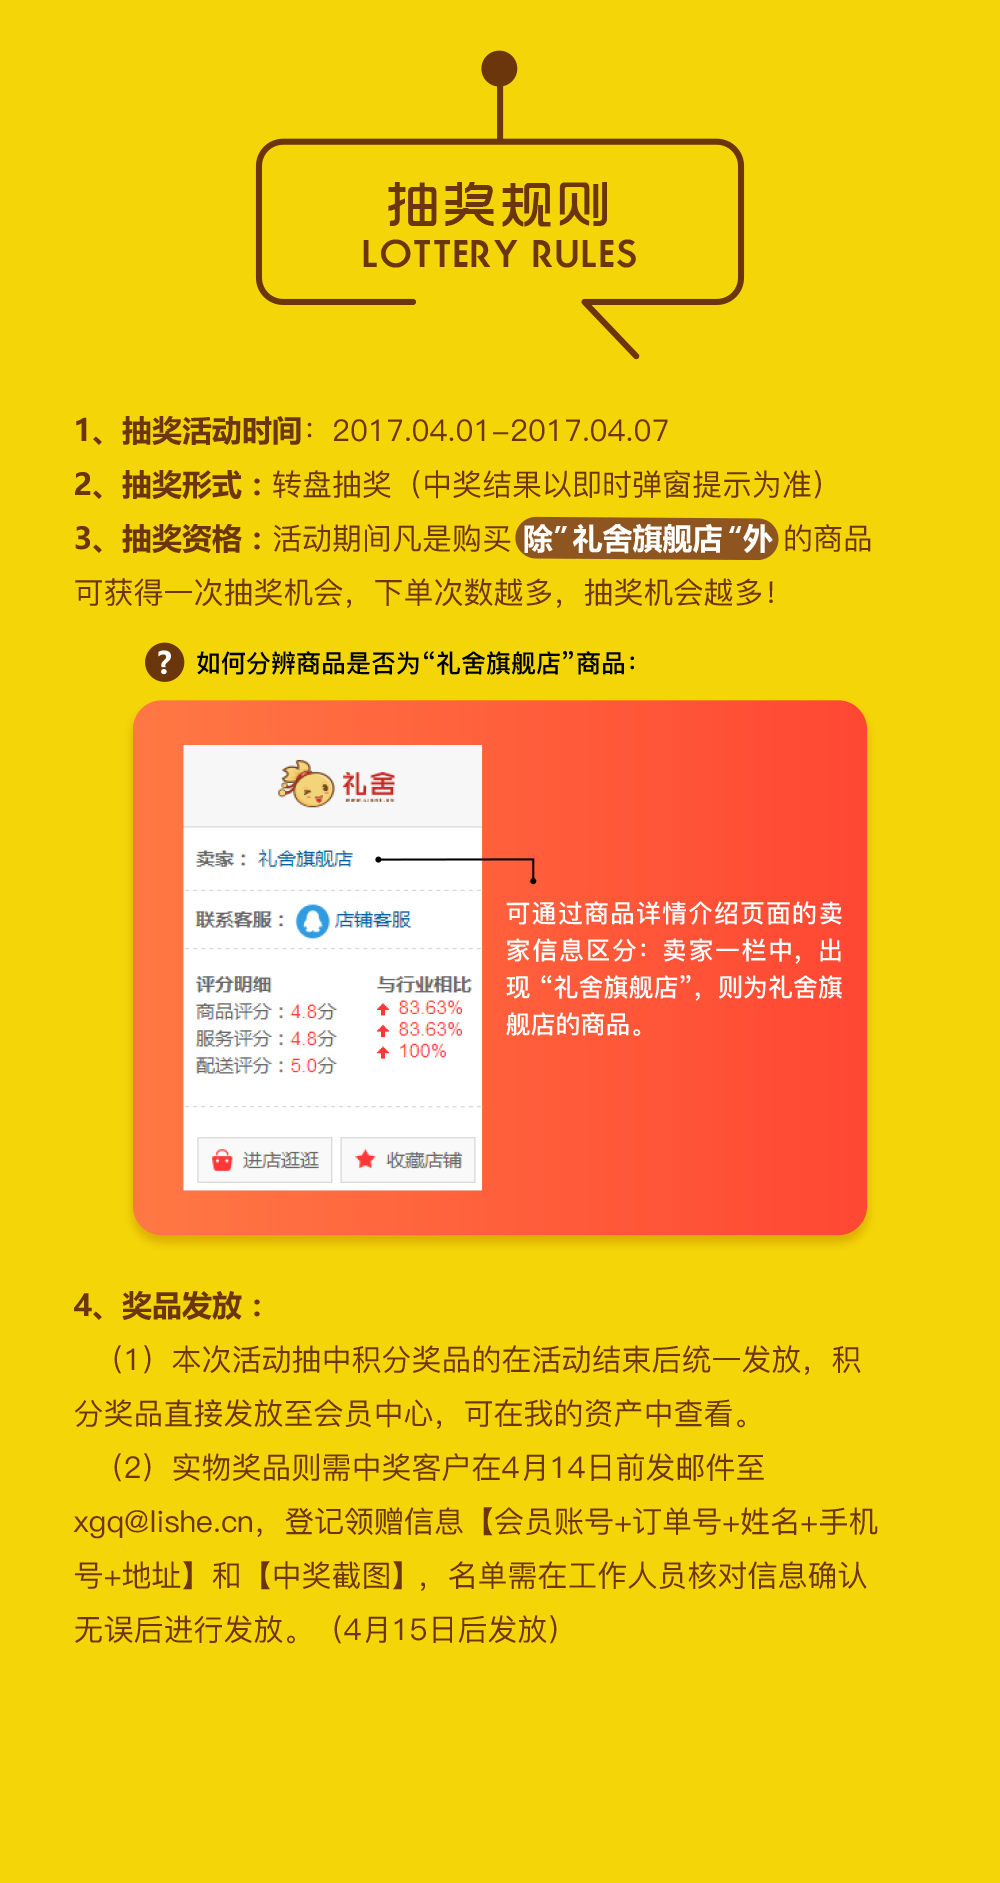 抽奖规则
LOTTERY RULES
1、抽奖活动时间：2017.04.01-2017.04.07
2、抽奖形式：转盘抽奖（中奖结果以即时弹窗提示为准）
3、抽奖资格：活动期间凡是购买 除”礼舍旗舰店“外 的商品
可获得一次抽奖机会，下单次数越多，抽奖机会越多！
? 如何分辨商品是否为“礼舍旗舰店”商品：
礼舍
WWW.LISHE.CN
卖家：礼舍旗舰店
联系客服：店铺客服
评分明细 与行业相比
商品评分：4.8分 83.63%
服务评分：4.8分 83.63%
配送评分：5.0分 100%
进店逛逛 收藏店铺
可通过商品详情介绍页面的卖
家信息区分：卖家一栏中，出
现“礼舍旗舰店”，则为礼舍旗
舰店的商品。
4、奖品发放：
（1）本次活动抽中积分奖品的在活动结束后统一发放，积
分奖品直接发放至会员中心，可在我的资产中查看。
（2）实物奖品则需中奖客户在4月14日前发邮件至
xgq@lishe.cn，登记领赠信息【会员账号+订单号+姓名+手机
号+地址】和【中奖截图】，名单需在工作人员核对信息确认
无误后进行发放。（4月15日后发放）